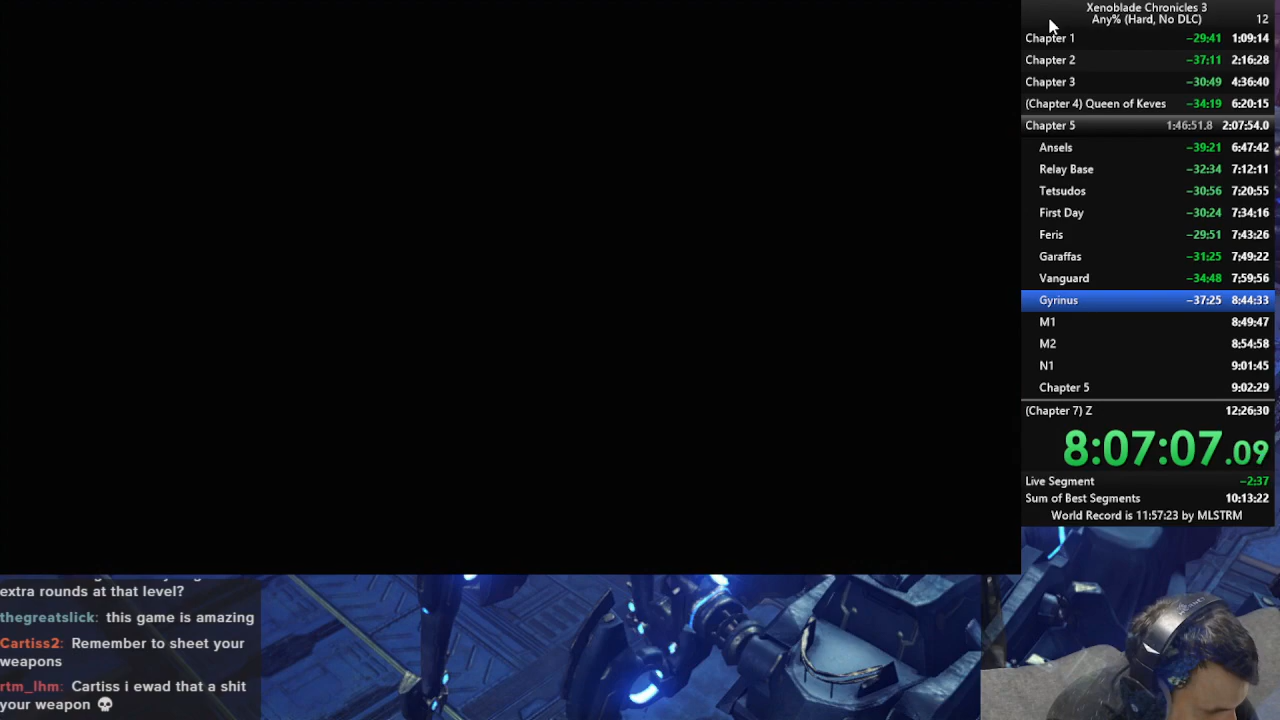 Xenoblade Chronicles 3
Any% (Hard, No DLC) 12
Chapter 1 −29:41 1:09:14
Chapter 2 −37:11 2:16:28
Chapter 3 −30:49 4:36:40
(Chapter 4) Queen of Keves −34:19 6:20:15
Chapter 5 1:46:51.8 2:07:54.0
Ansels −39:21 6:47:42
Relay Base −32:34 7:12:11
Tetsudos −30:56 7:20:55
First Day −30:24 7:34:16
Feris −29:51 7:43:26
Garaffas −31:25 7:49:22
Vanguard −34:48 7:59:56
Gyrinus −37:25 8:44:33
M1 8:49:47
M2 8:54:58
N1 9:01:45
Chapter 5 9:02:29
(Chapter 7) Z 12:26:30
8:07:07.09
Live Segment −2:37
Sum of Best Segments 10:13:22
World Record is 11:57:23 by MLSTRM
extra rounds at that level?
thegreatslick: this game is amazing
Cartiss2: Remember to sheet your
weapons
rtm_lhm: Cartiss i ewad that a shit
your weapon 💀